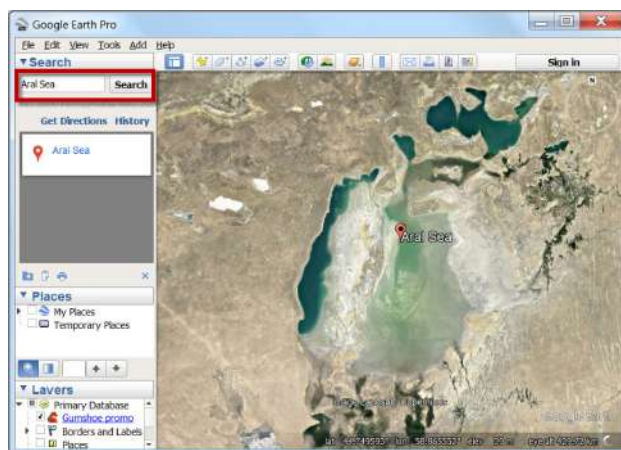 Google Earth Pro
File Edit View Tools Add Help
Search
Sign in
Aral Sea
Search
N
Get Directions History
Aral Sea
Aral Sea
Places
My Places
Temporary Places
Layers
Primary Database
Gumshoe promo
Borders and Labels
Places